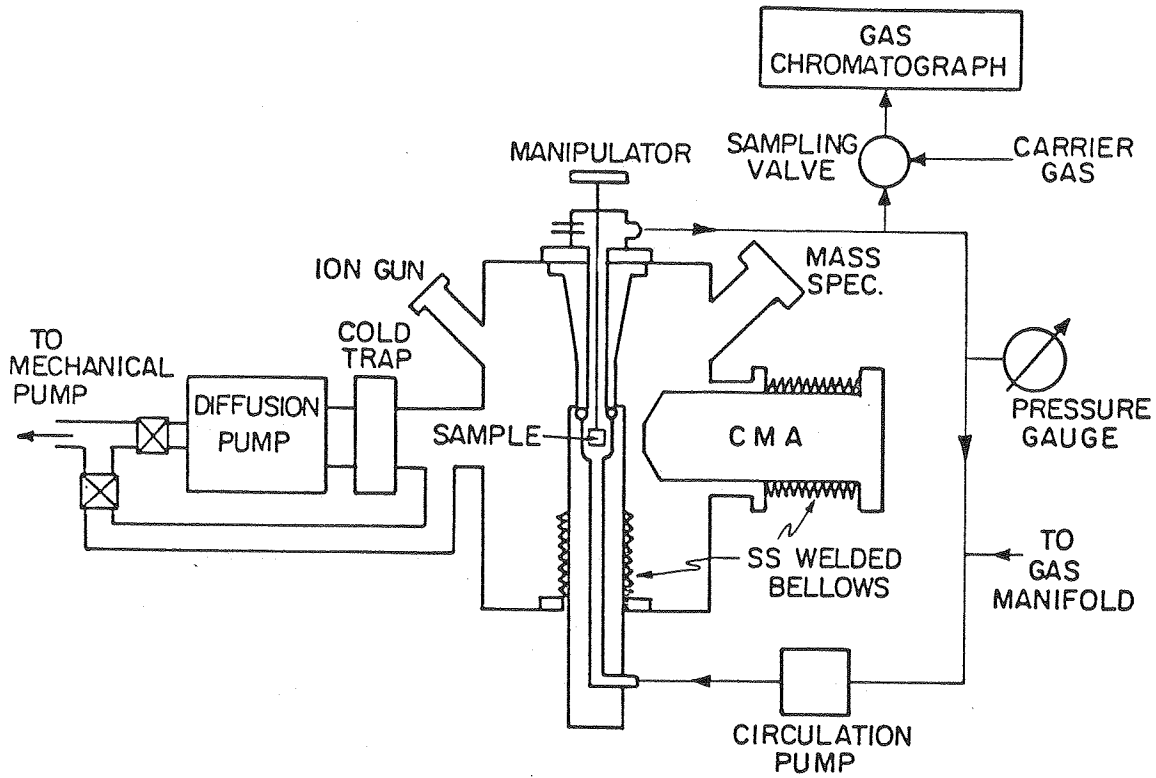 GAS
CHROMATOGRAPH
SAMPLING
VALVE
CARRIER
GAS
MANIPULATOR
MASS
SPEC.
ION GUN
COLD
TRAP
TO
MECHANICAL
PUMP
DIFFUSION
PUMP
SAMPLE
CMA
PRESSURE
GAUGE
SS WELDED
BELLOWS
TO
GAS
MANIFOLD
CIRCULATION
PUMP